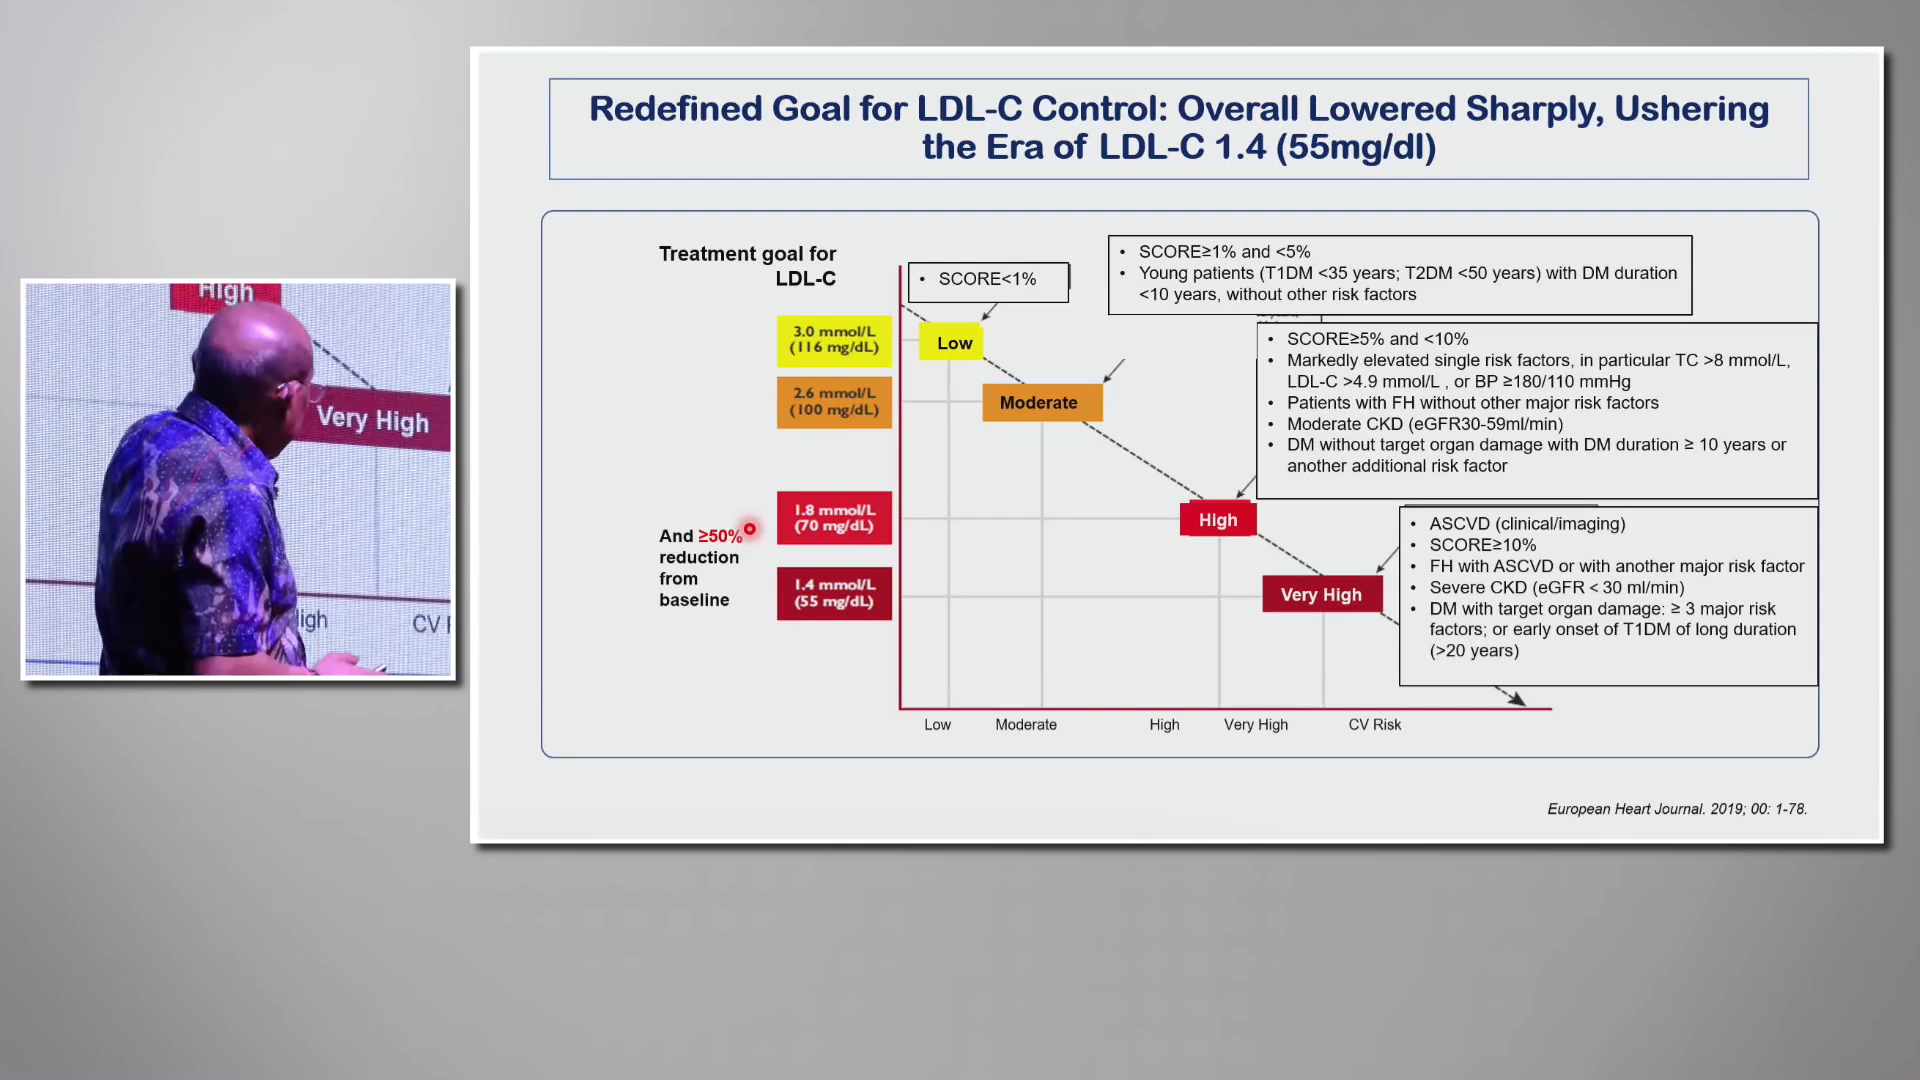 Redefined Goal for LDL-C Control: Overall Lowered Sharply, Ushering
the Era of LDL-C 1.4 (55mg/dl)
Treatment goal for
LDL-C
• SCORE<1%
• SCORE≥1% and <5%
• Young patients (T1DM <35 years; T2DM <50 years) with DM duration
<10 years, without other risk factors
3.0 mmol/L
(116 mg/dL)
Low
• SCORE≥5% and <10%
• Markedly elevated single risk factors, in particular TC >8 mmol/L,
LDL-C >4.9 mmol/L , or BP ≥180/110 mmHg
• Patients with FH without other major risk factors
• Moderate CKD (eGFR30-59ml/min)
• DM without target organ damage with DM duration ≥ 10 years or
another additional risk factor
2.6 mmol/L
(100 mg/dL)
Moderate
And ≥50%
reduction
from
baseline
1.8 mmol/L
(70 mg/dL)
High
• ASCVD (clinical/imaging)
• SCORE≥10%
• FH with ASCVD or with another major risk factor
• Severe CKD (eGFR < 30 ml/min)
• DM with target organ damage: ≥ 3 major risk
factors; or early onset of T1DM of long duration
(>20 years)
1.4 mmol/L
(55 mg/dL)
Very High
Low Moderate High Very High CV Risk
European Heart Journal. 2019; 00: 1-78.
High
Very High
CV